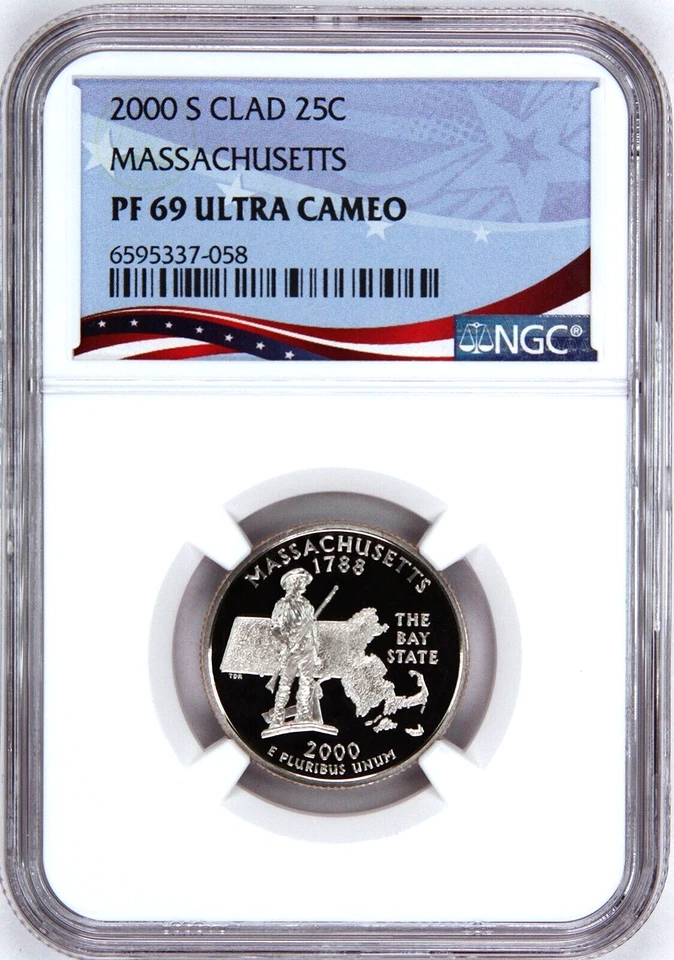 2000 S CLAD 25C
MASSACHUSETTS
PF 69 ULTRA CAMEO
6595337-058
NGC®
MASSACHUSETTS
1788
THE
BAY
STATE
TDR
2000
E PLURIBUS UNUM